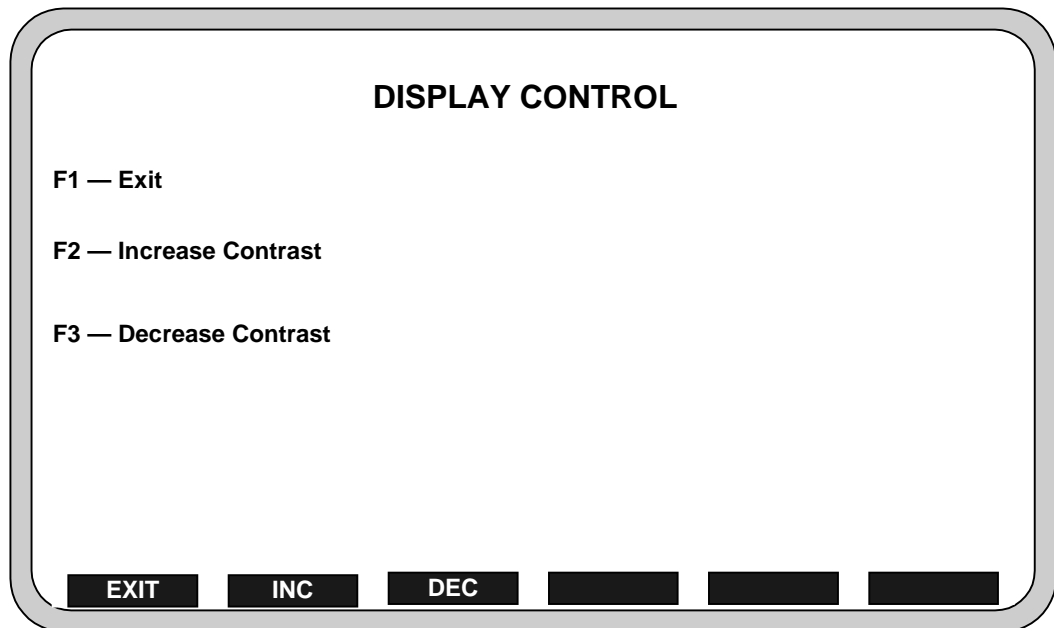 DISPLAY CONTROL
F1 — Exit
F2 — Increase Contrast
F3 — Decrease Contrast
EXIT INC DEC